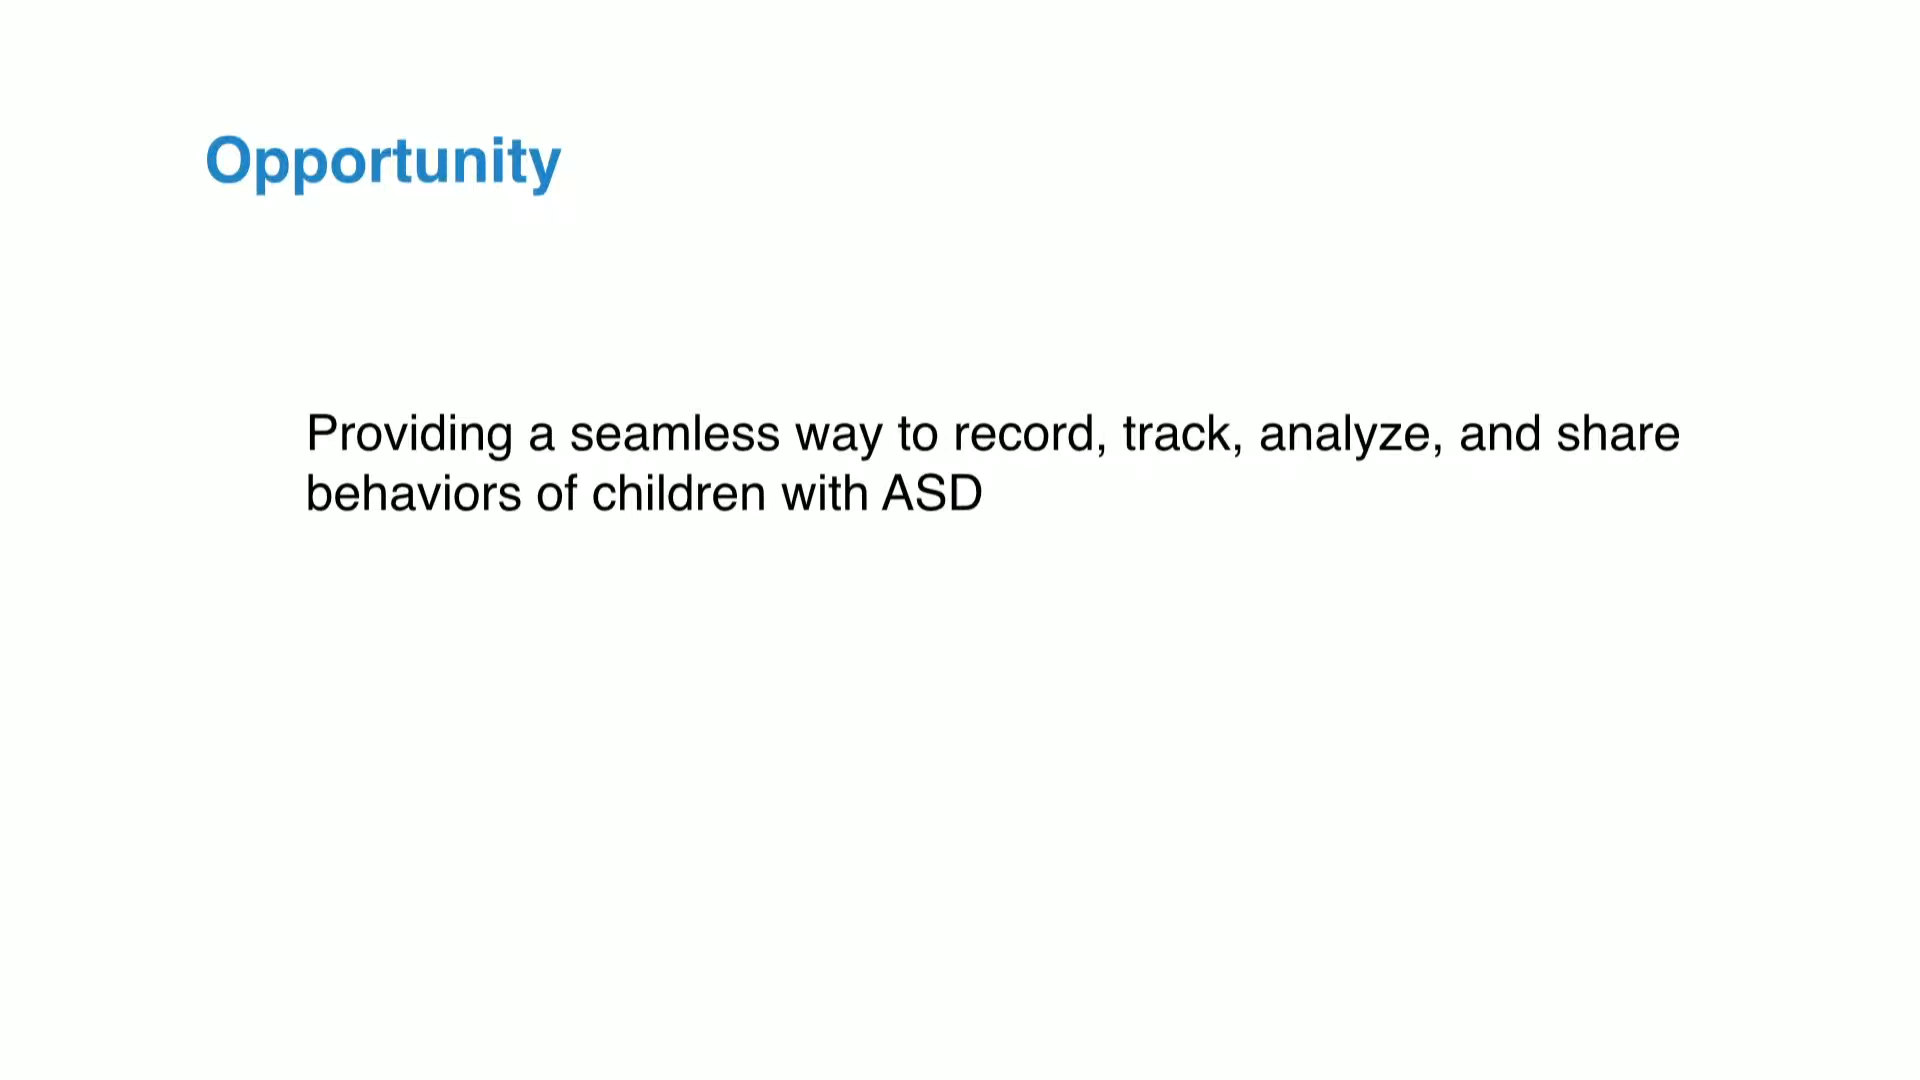 Opportunity
Providing a seamless way to record, track, analyze, and share
behaviors of children with ASD